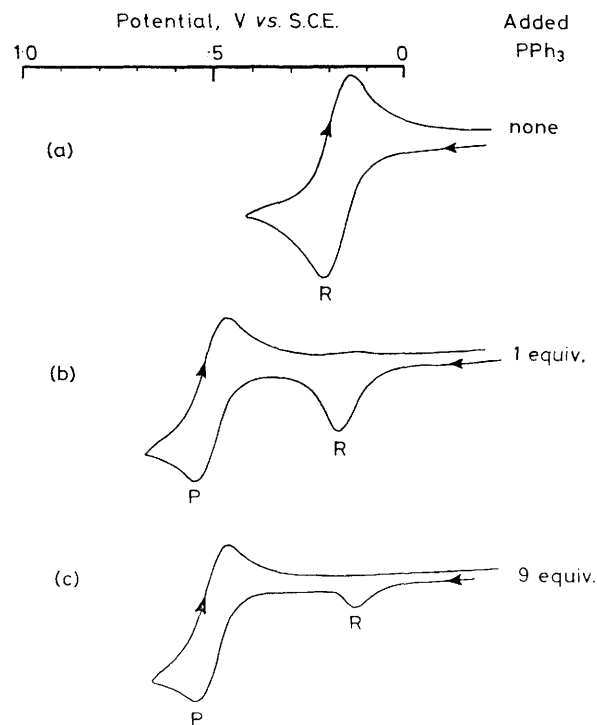 Potential, V vs. S.C.E.
Added
PPh3
1·0
·5
0
(a)
none
R
(b)
1 equiv.
R
P
(c)
9 equiv.
R
P